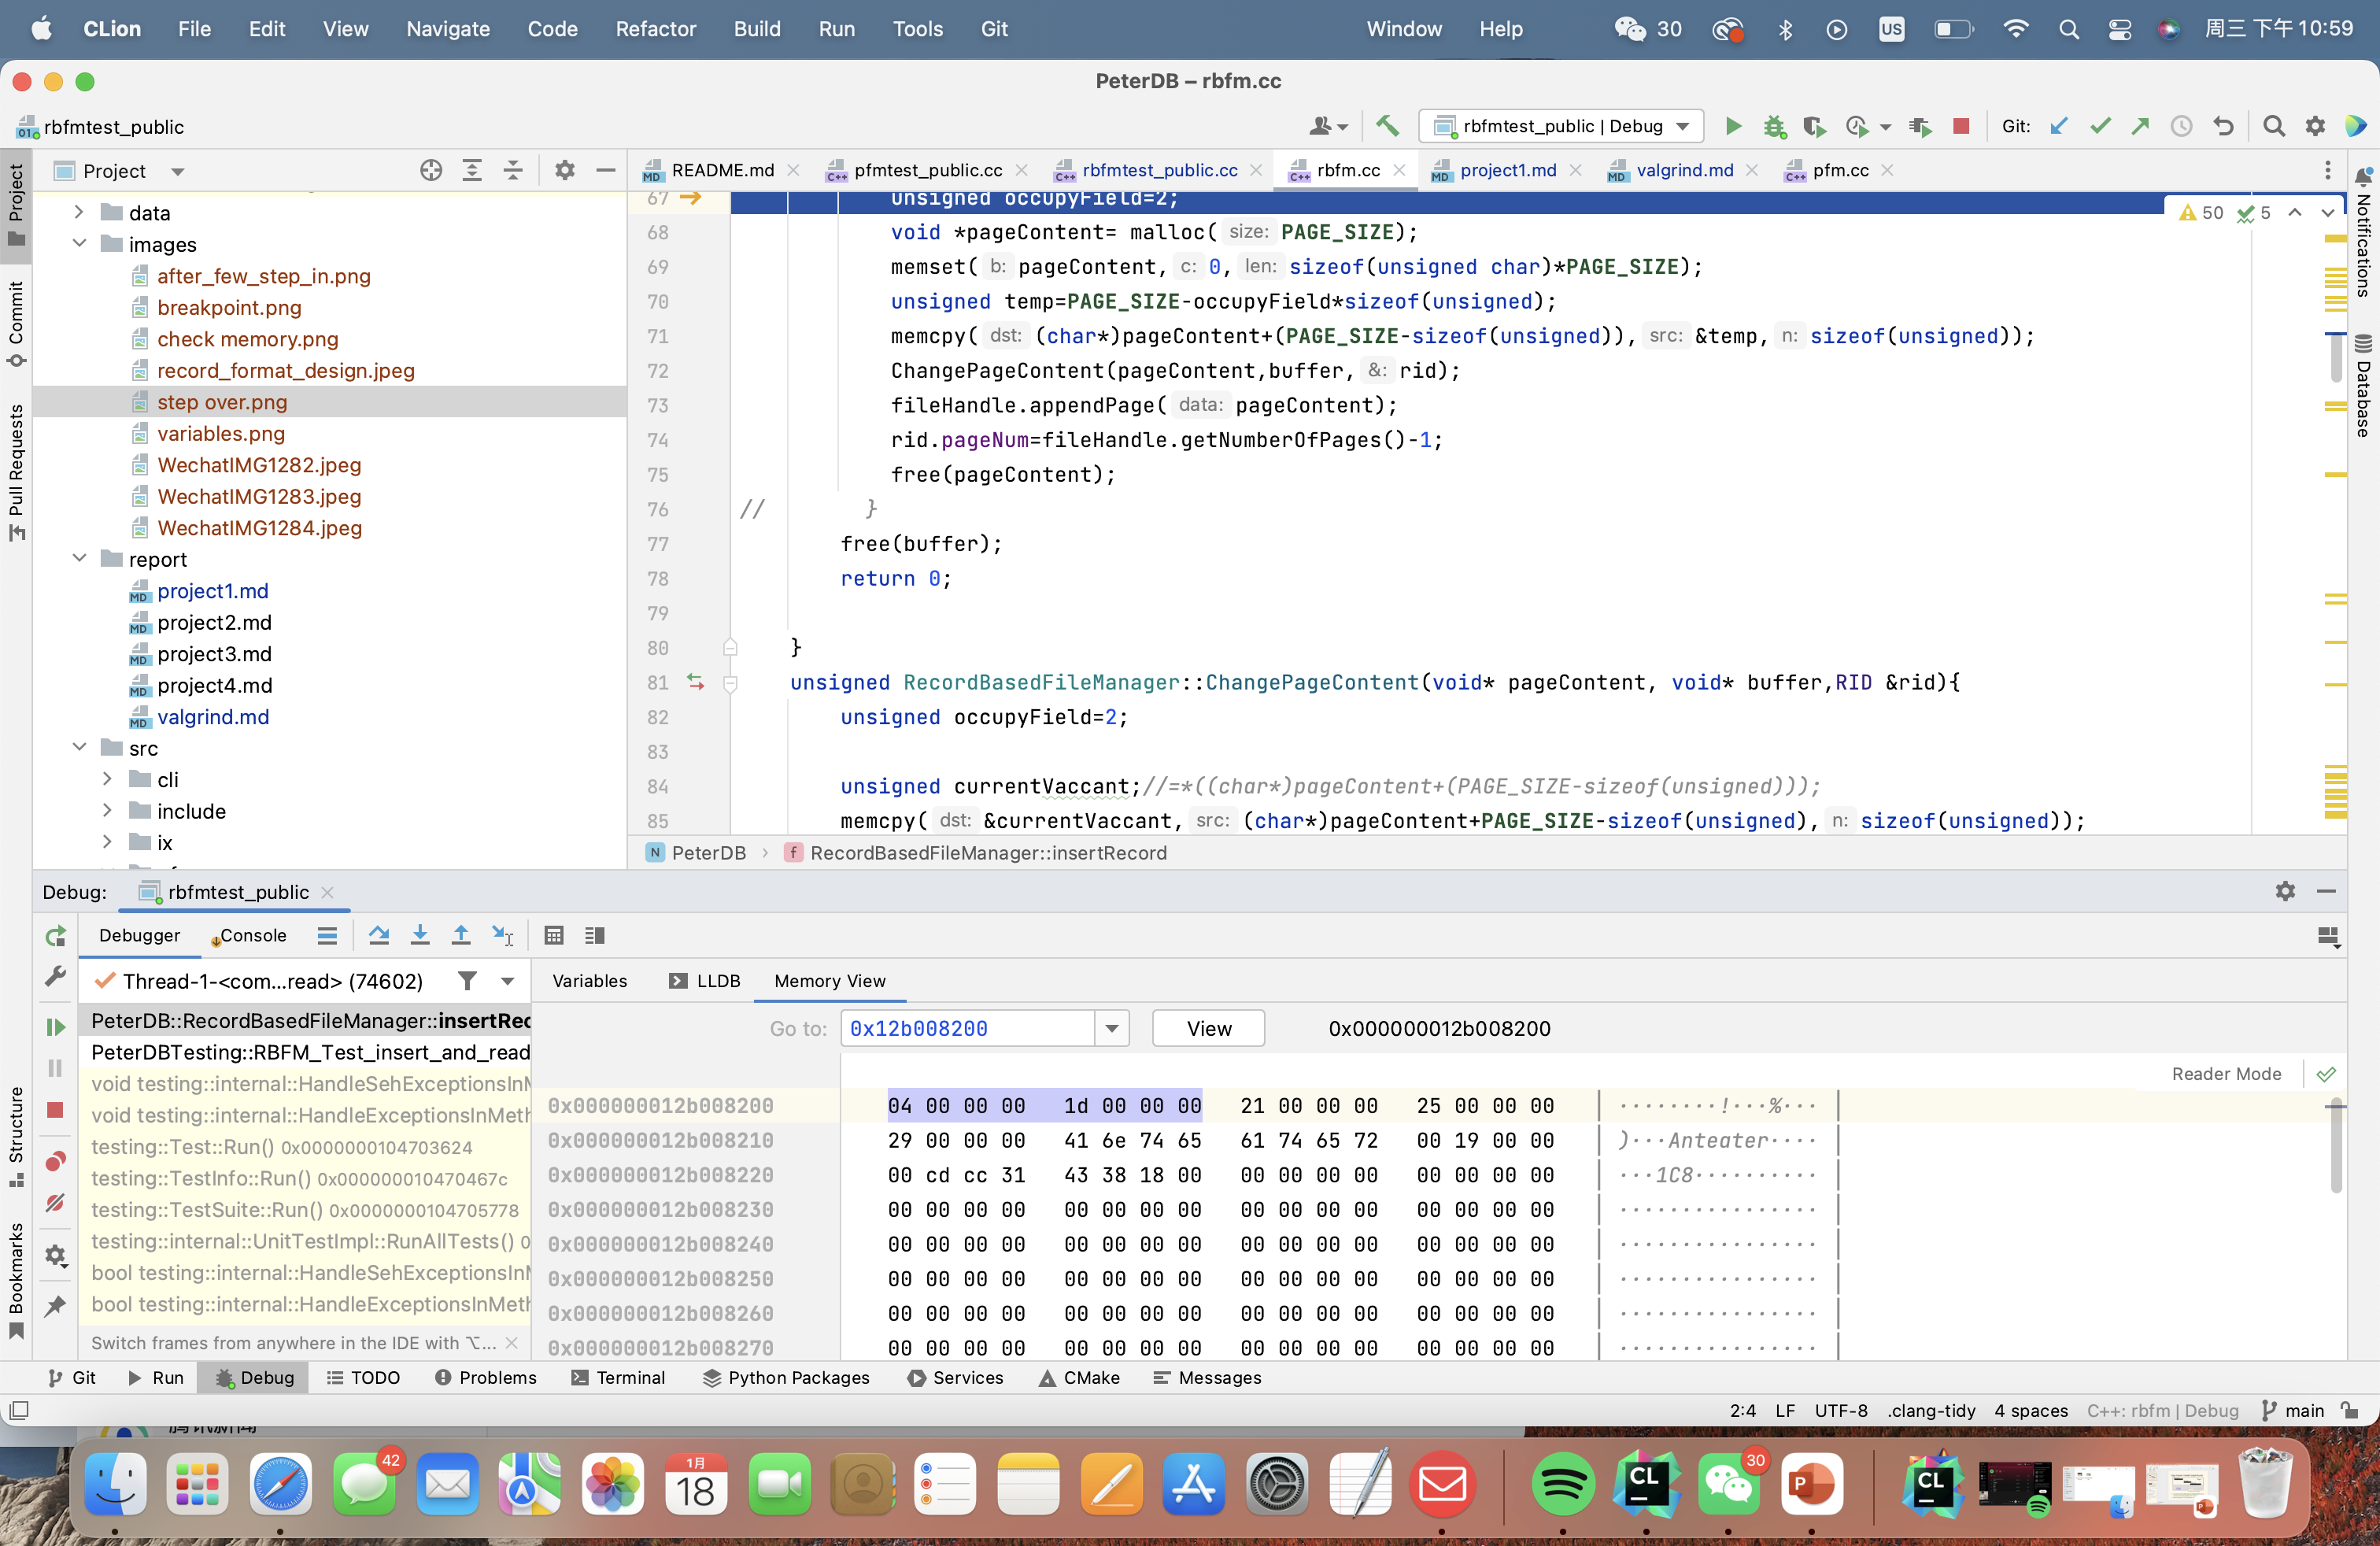 CLion File Edit View Navigate Code Refactor Build Run Tools Git Window Help 30 US 周三 下午 10:59
PeterDB – rbfm.cc
rbfmtest_public
rbfmtest_public | Debug
Git:
Project
README.md pfmtest_public.cc rbfmtest_public.cc rbfm.cc project1.md valgrind.md pfm.cc
Project
Commit
Pull Requests
Structure
Bookmarks
Notifications
Database
data
images
after_few_step_in.png
breakpoint.png
check memory.png
record_format_design.jpeg
step over.png
variables.png
WechatIMG1282.jpeg
WechatIMG1283.jpeg
WechatIMG1284.jpeg
report
project1.md
project2.md
project3.md
project4.md
valgrind.md
src
cli
include
ix
50 5
67 unsigned occupyField=2;
68 void *pageContent= malloc( size: PAGE_SIZE);
69 memset( b: pageContent, c: 0, len: sizeof(unsigned char)*PAGE_SIZE);
70 unsigned temp=PAGE_SIZE-occupyField*sizeof(unsigned);
71 memcpy( dst: (char*)pageContent+(PAGE_SIZE-sizeof(unsigned)), src: &temp, n: sizeof(unsigned));
72 ChangePageContent(pageContent,buffer, &: rid);
73 fileHandle.appendPage( data: pageContent);
74 rid.pageNum=fileHandle.getNumberOfPages()-1;
75 free(pageContent);
76 // }
77 free(buffer);
78 return 0;
79
80 }
81 unsigned RecordBasedFileManager::ChangePageContent(void* pageContent, void* buffer,RID &rid){
82 unsigned occupyField=2;
83
84 unsigned currentVaccant;//=*((char*)pageContent+(PAGE_SIZE-sizeof(unsigned)));
85 memcpy( dst: &currentVaccant, src: (char*)pageContent+PAGE_SIZE-sizeof(unsigned), n: sizeof(unsigned));
PeterDB › RecordBasedFileManager::insertRecord
Debug: rbfmtest_public
Debugger Console
Thread-1-<com...read> (74602)
PeterDB::RecordBasedFileManager::insertRec
PeterDBTesting::RBFM_Test_insert_and_read
void testing::internal::HandleSehExceptionsInM
void testing::internal::HandleExceptionsInMeth
testing::Test::Run() 0x0000000104703624
testing::TestInfo::Run() 0x000000010470467c
testing::TestSuite::Run() 0x0000000104705778
testing::internal::UnitTestImpl::RunAllTests() 0
bool testing::internal::HandleSehExceptionsInM
bool testing::internal::HandleExceptionsInMeth
Switch frames from anywhere in the IDE with ⌥...
Variables LLDB Memory View
Go to: 0x12b008200 View 0x000000012b008200
Reader Mode
0x000000012b008200 04 00 00 00 1d 00 00 00 21 00 00 00 25 00 00 00 ········!···%···
0x000000012b008210 29 00 00 00 41 6e 74 65 61 74 65 72 00 19 00 00 )···Anteater····
0x000000012b008220 00 cd cc 31 43 38 18 00 00 00 00 00 00 00 00 00 ···1C8··········
0x000000012b008230 00 00 00 00 00 00 00 00 00 00 00 00 00 00 00 00 ················
0x000000012b008240 00 00 00 00 00 00 00 00 00 00 00 00 00 00 00 00 ················
0x000000012b008250 00 00 00 00 00 00 00 00 00 00 00 00 00 00 00 00 ················
0x000000012b008260 00 00 00 00 00 00 00 00 00 00 00 00 00 00 00 00 ················
0x000000012b008270 00 00 00 00 00 00 00 00 00 00 00 00 00 00 00 00 ················
Git Run Debug TODO Problems Terminal Python Packages Services CMake Messages
2:4 LF UTF-8 .clang-tidy 4 spaces C++: rbfm | Debug main
42
1月
18
CL
30
P
CL